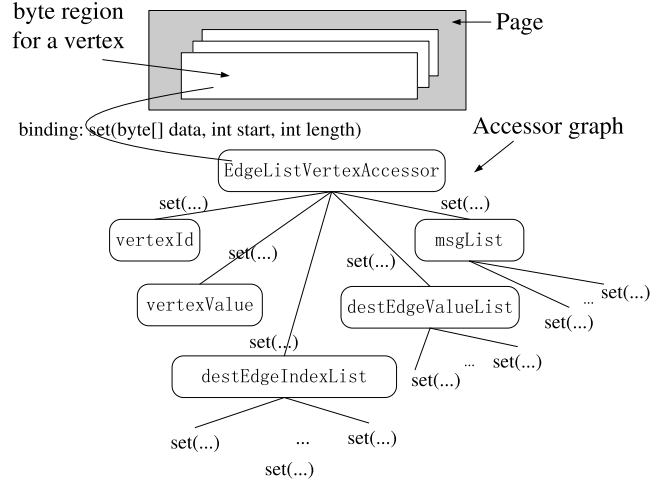 byte region
for a vertex
Page
binding: set(byte[] data, int start, int length)
Accessor graph
EdgeListVertexAccessor
set(...)
set(...)
vertexId
msgList
set(...)
set(...)
vertexValue
destEdgeValueList
... set(...)
set(...)
set(...)
destEdgeIndexList
set(...) ... set(...)
set(...) ... set(...)
set(...)